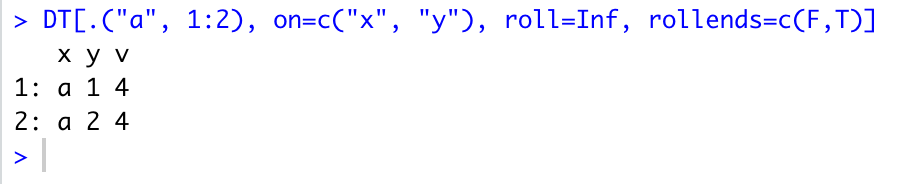 > DT[.("a", 1:2), on=c("x", "y"), roll=Inf, rollends=c(F,T)]
   x y v
1: a 1 4
2: a 2 4
>